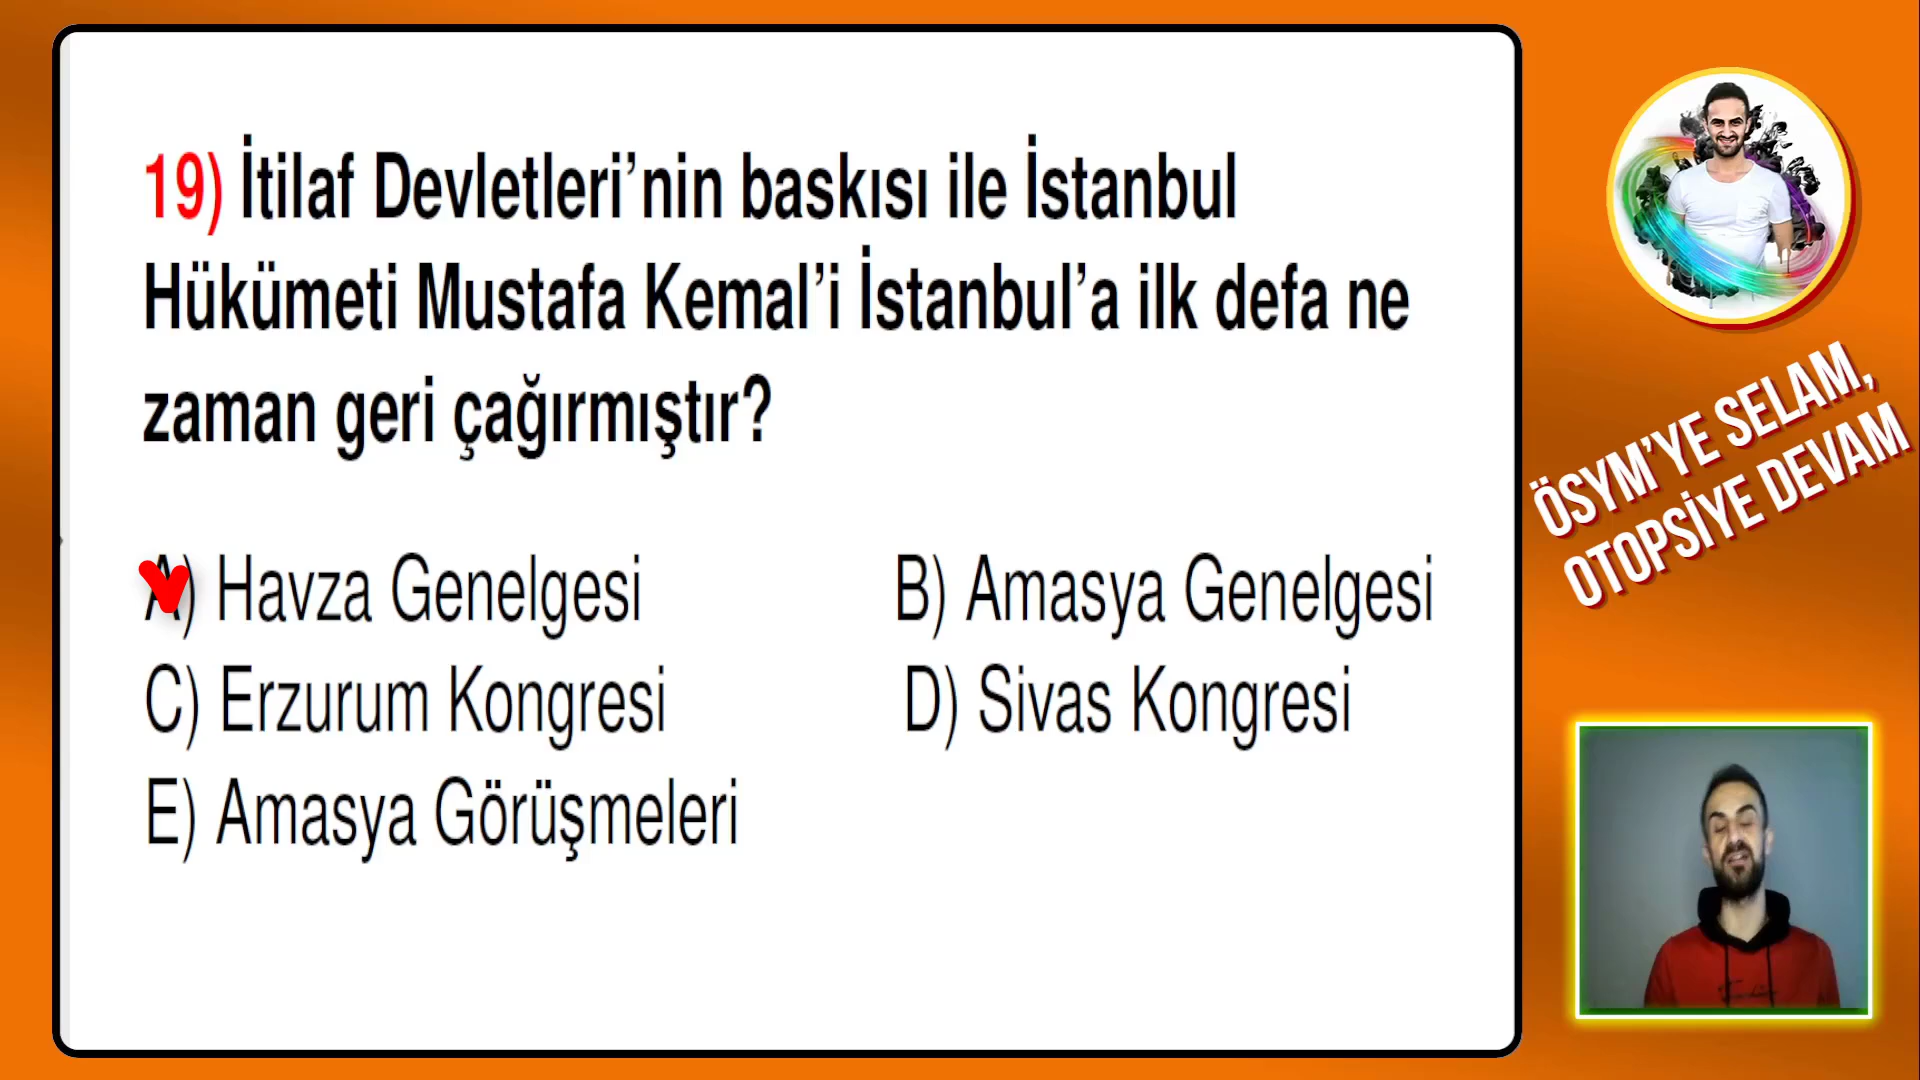 19) İtilaf Devletleri’nin baskısı ile İstanbul
Hükümeti Mustafa Kemal’i İstanbul’a ilk defa ne
zaman geri çağırmıştır?
A) Havza Genelgesi
B) Amasya Genelgesi
C) Erzurum Kongresi
D) Sivas Kongresi
E) Amasya Görüşmeleri
ÖSYM’YE SELAM,
OTOPSİYE DEVAM